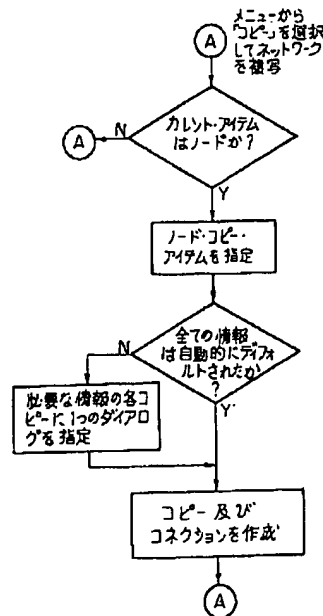 メニューから
「コピー」を選択
してネットワーク
を複写
A
カレント・アイテム
はノードか?
N
A
Y
ノード・コピー・
アイテムを指定
全ての情報
は自動的にディフォ
ルトされたか
?
N
Y
必要な情報の各コ
ピーに1つのダイアロ
グを指定
コピー及び
コネクションを作成
A